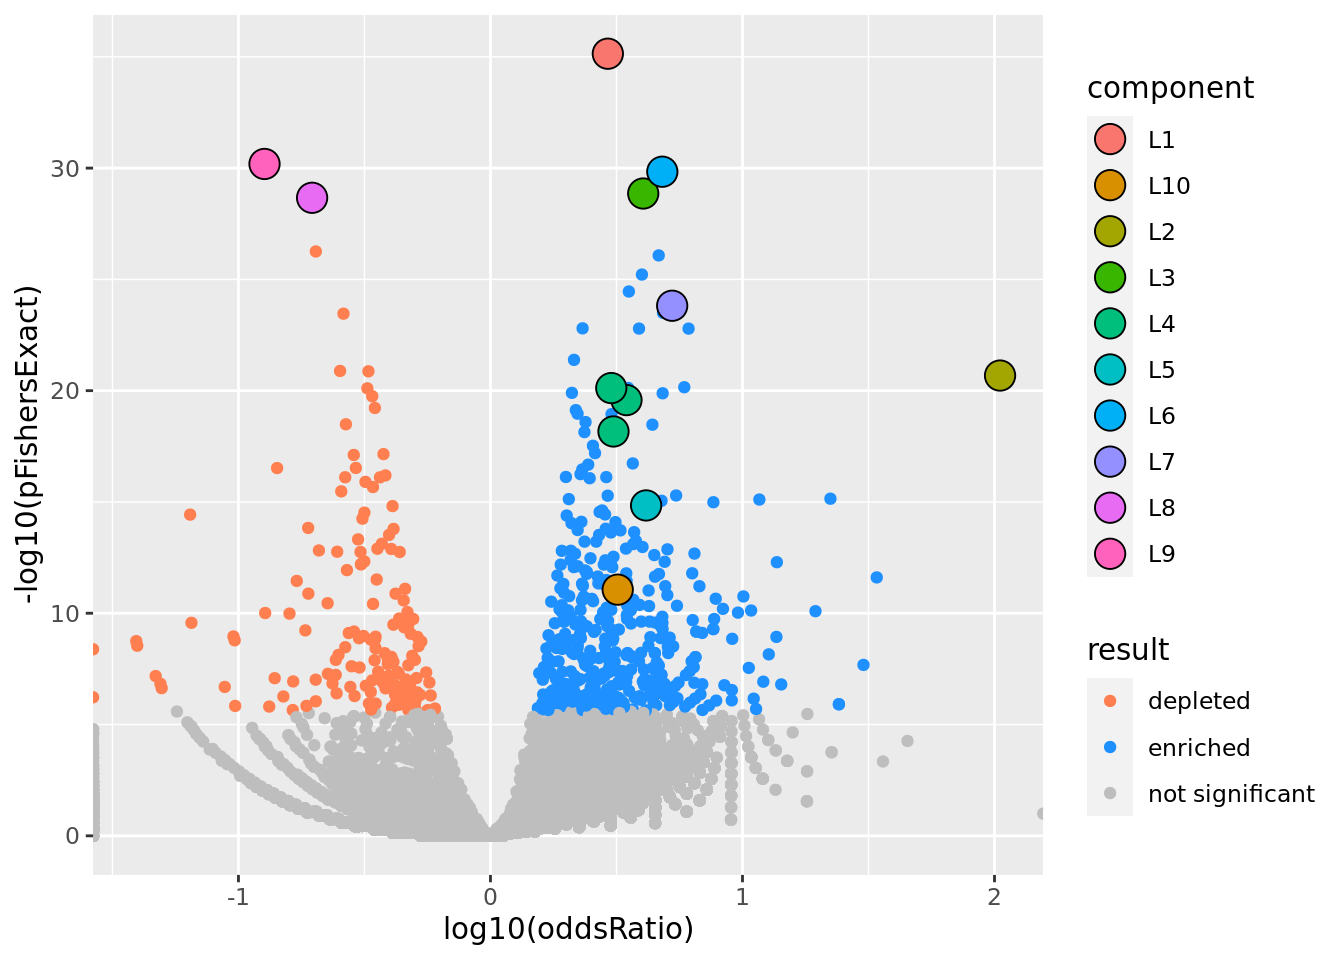 component
L1
L10
L2
L3
L4
L5
L6
L7
L8
L9
result
depleted
enriched
not significant
-log10(pFishersExact)
30
20
10
0
-1
0
1
2
log10(oddsRatio)